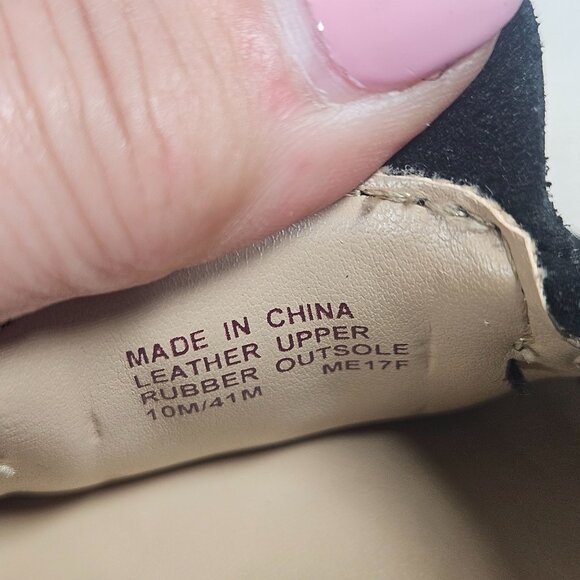 MADE IN CHINA
LEATHER UPPER
RUBBER OUTSOLE
10M/41M ME17F